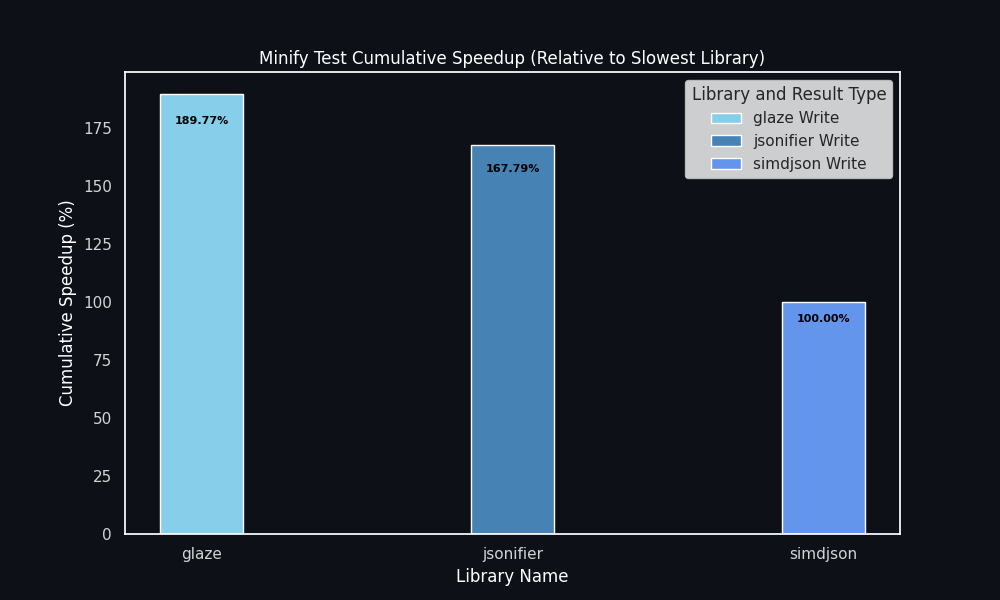 Minify Test Cumulative Speedup (Relative to Slowest Library)
Library and Result Type
glaze Write
jsonifier Write
simdjson Write
Cumulative Speedup (%)
175
150
125
100
75
50
25
0
189.77%
167.79%
100.00%
glaze
jsonifier
simdjson
Library Name